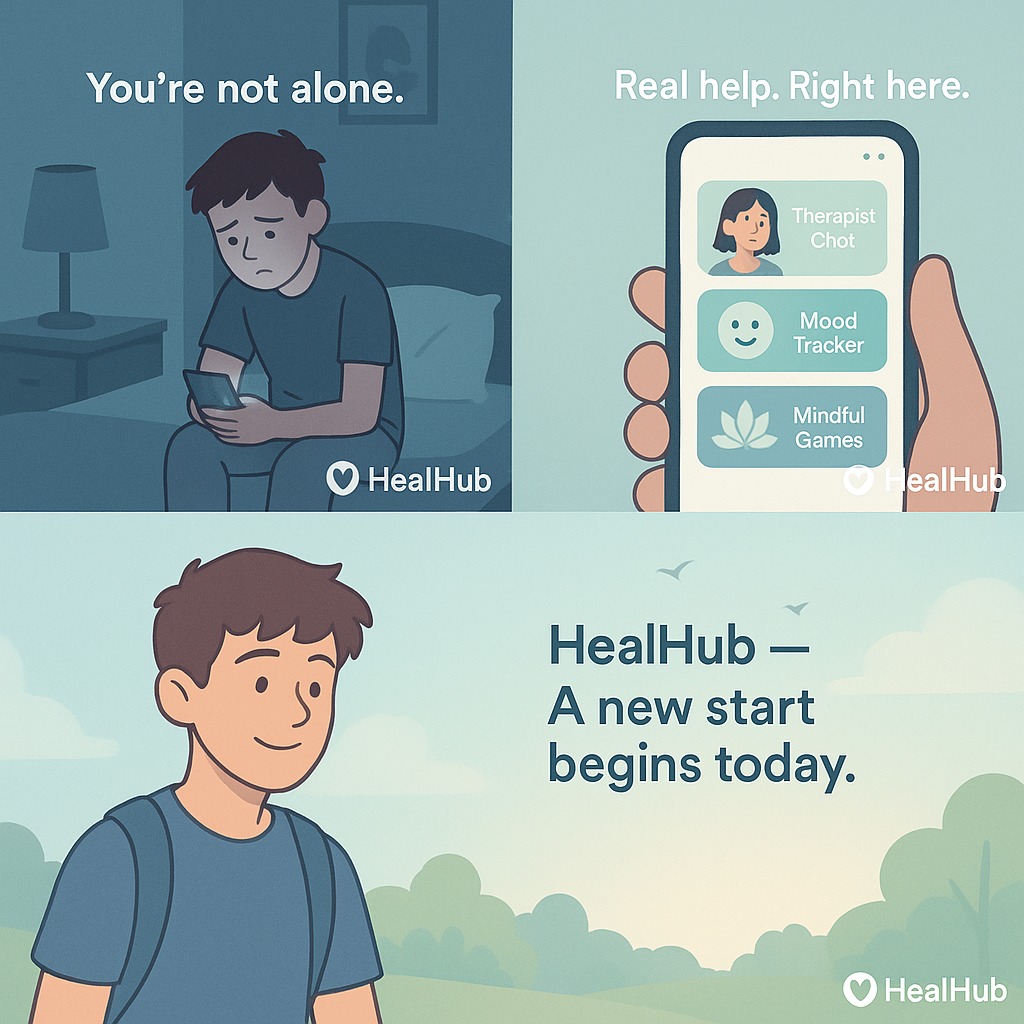 You're not alone.
HealHub
Real help. Right here.
Therapist
Chot
Mood
Tracker
Mindful
Games
HealHub
HealHub —
A new start
begins today.
HealHub